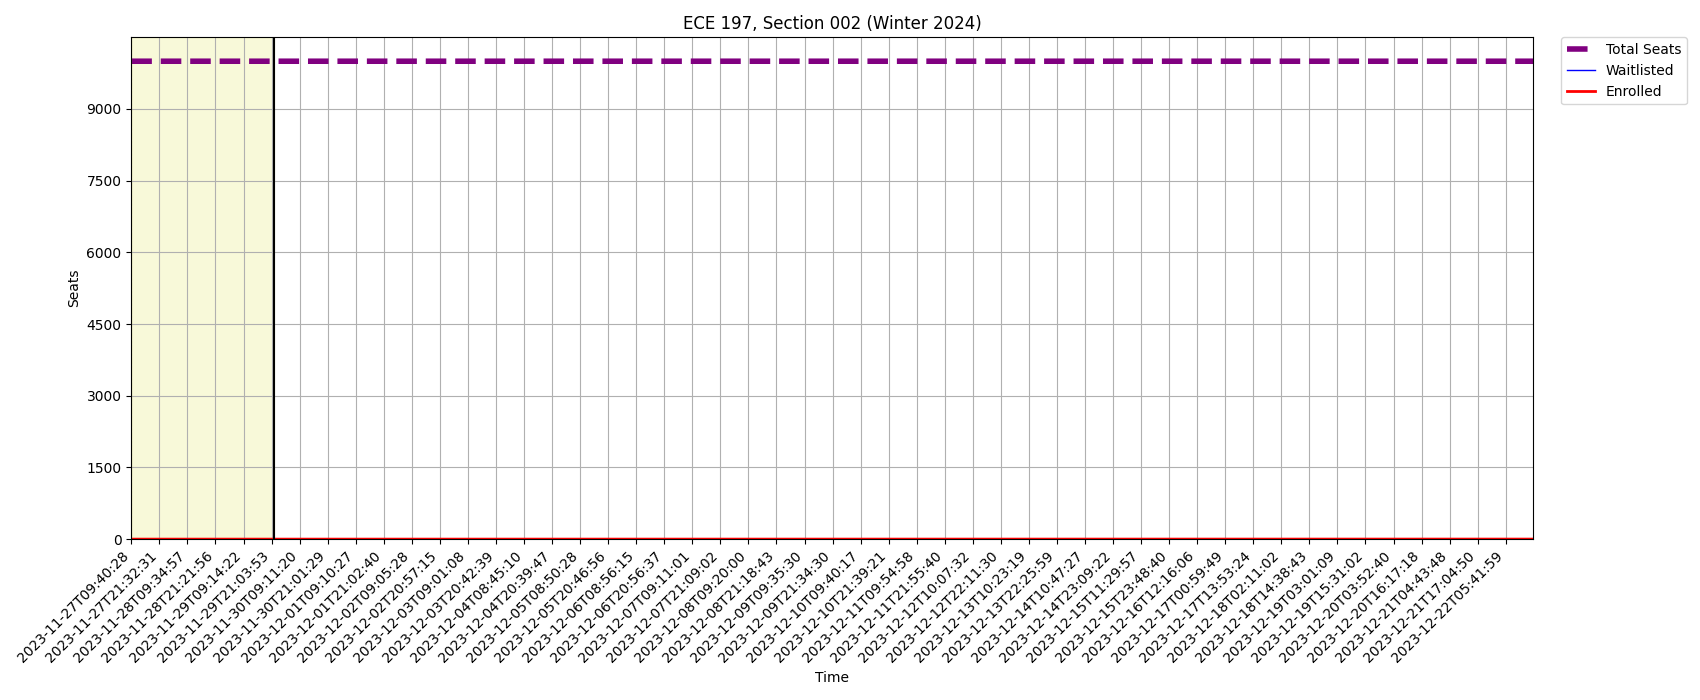 ECE 197, Section 002 (Winter 2024)
Total Seats
Waitlisted
Enrolled
Seats
9000
7500
6000
4500
3000
1500
0
2023-11-27T09:40:28
2023-11-27T21:32:31
2023-11-28T09:34:57
2023-11-28T21:21:56
2023-11-29T09:14:22
2023-11-29T21:03:53
2023-11-30T09:11:20
2023-11-30T21:01:29
2023-12-01T09:10:27
2023-12-01T21:02:40
2023-12-02T09:05:28
2023-12-02T20:57:15
2023-12-03T09:01:08
2023-12-03T20:42:39
2023-12-04T08:45:10
2023-12-04T20:39:47
2023-12-05T08:50:28
2023-12-05T20:46:56
2023-12-06T08:56:15
2023-12-06T20:56:37
2023-12-07T09:11:01
2023-12-07T21:09:02
2023-12-08T09:20:00
2023-12-08T21:18:43
2023-12-09T09:35:30
2023-12-09T21:34:30
2023-12-10T09:40:17
2023-12-10T21:39:21
2023-12-11T09:54:58
2023-12-11T21:55:40
2023-12-12T10:07:32
2023-12-12T22:11:30
2023-12-13T10:23:19
2023-12-13T22:25:59
2023-12-14T10:47:27
2023-12-14T23:09:22
2023-12-15T11:29:57
2023-12-15T23:48:40
2023-12-16T12:16:06
2023-12-17T00:59:49
2023-12-17T13:53:24
2023-12-18T02:11:02
2023-12-18T14:38:43
2023-12-19T03:01:09
2023-12-19T15:31:02
2023-12-20T03:52:40
2023-12-20T16:17:18
2023-12-21T04:43:48
2023-12-21T17:04:50
2023-12-22T05:41:59
Time